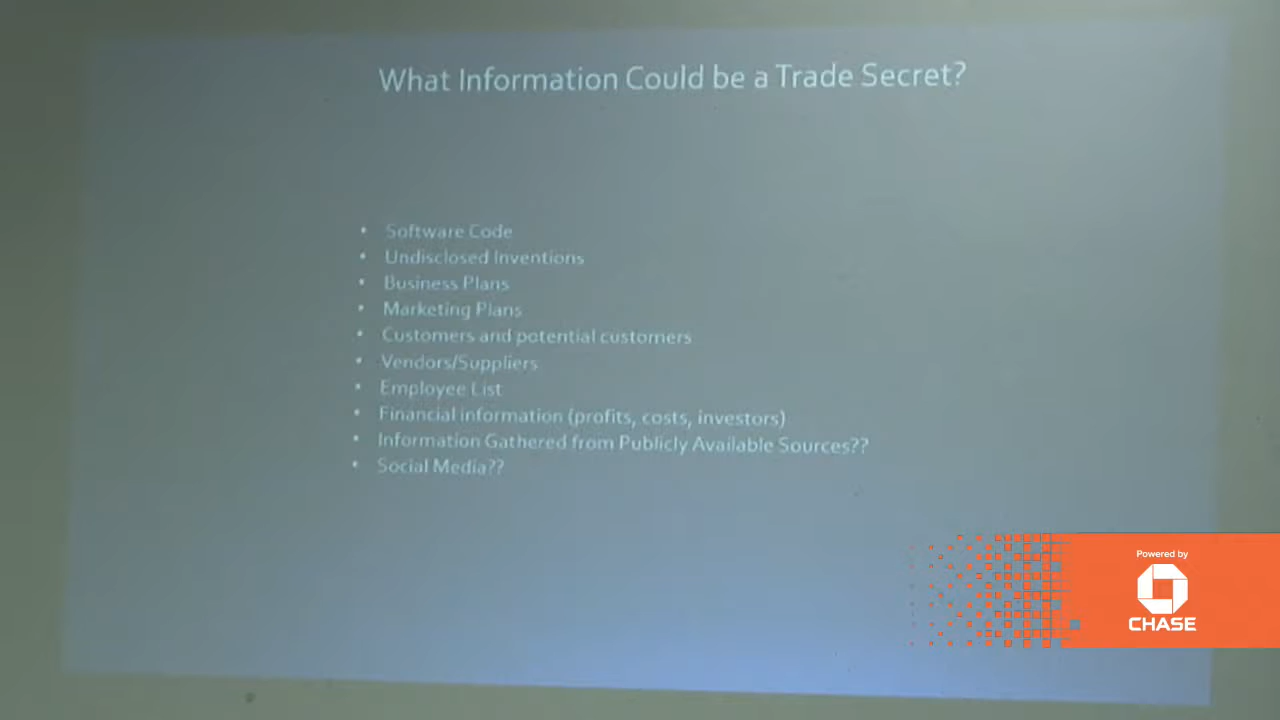 What Information Could be a Trade Secret?
• Software Code
• Undisclosed Inventions
• Business Plans
• Marketing Plans
• Customers and potential customers
• Vendors/Suppliers
• Employee List
• Financial information (profits, costs, investors)
• Information Gathered from Publicly Available Sources??
• Social Media??
Powered by
CHASE